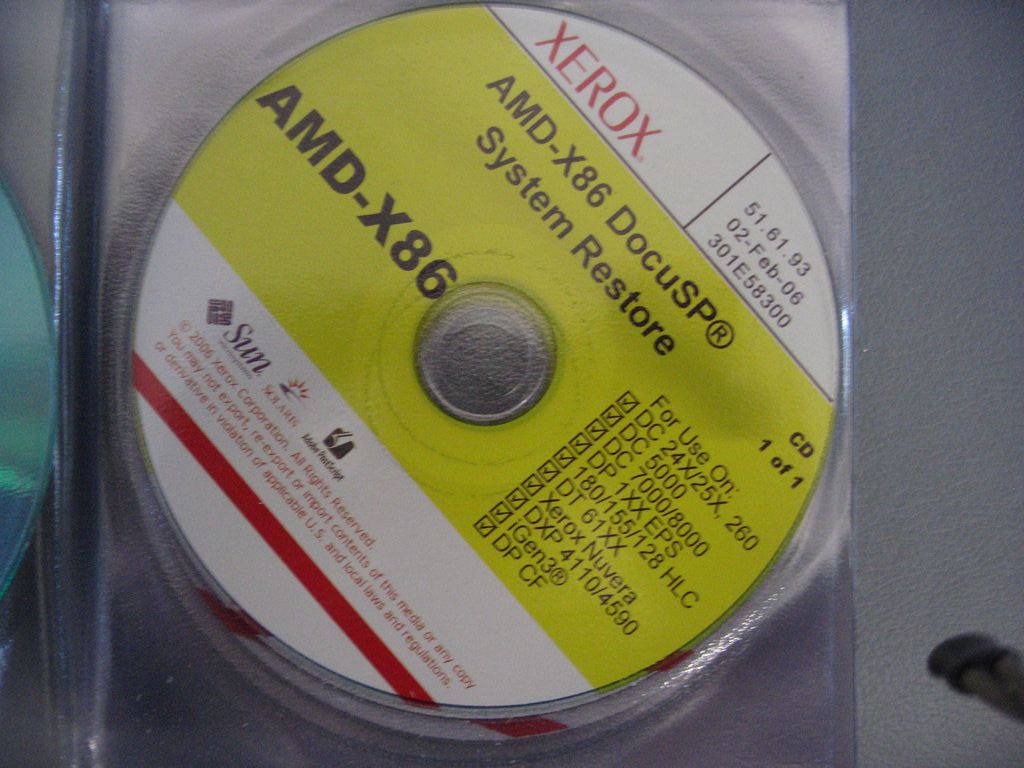 XEROX
51.61.93
02-Feb-06
301E58300
AMD-X86 DocuSP®
System Restore
AMD-X86
CD
1 of 1
For Use On:
DC 24X/25X, 260
DCC 5000
DC 7000/8000
DP 1XX EPS
180/155/128 HLC
DT 61XX
Xerox Nuvera
DXP 4110/4590
iGen3®
DP CF
Sun
SOLARIS
Adobe PostScript
© 2006 Xerox Corporation. All Rights Reserved.
You may not export, re-export or import contents of this media or any copy
or derivative in violation of applicable U.S. and local laws and regulations.